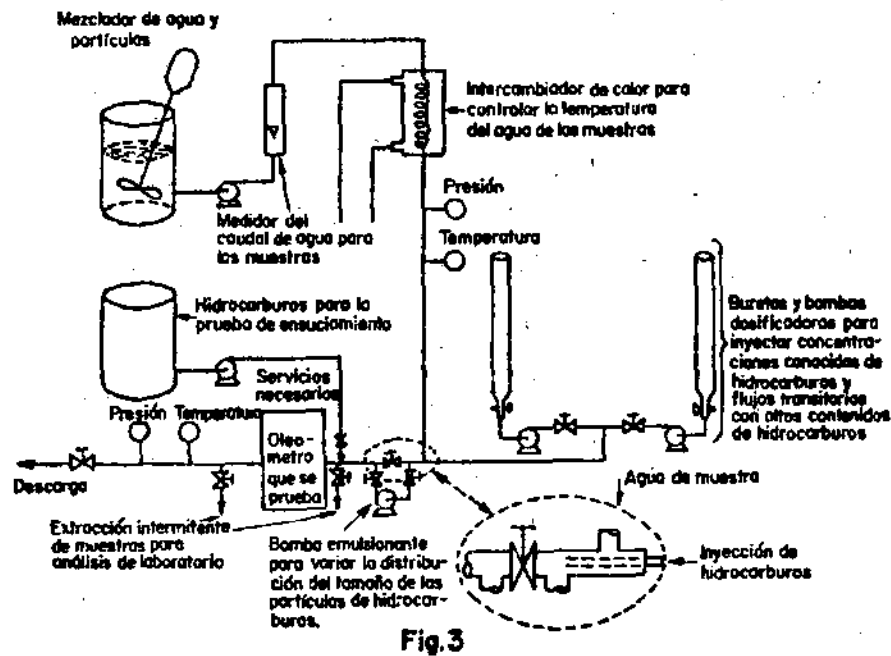 Mezclador de agua y
partículas
Intercambiador de calor para
controlar la temperatura
del agua de las muestras
Presión
Medidor del
caudal de agua para
las muestras
Temperatura
Hidrocarburos para la
prueba de ensuciamiento
Buretas y bombas
dosificadoras para
inyectar concentra-
ciones conocidas de
hidrocarburos y
flujos transitorios
con altos contenidos
de hidrocarburos
Servicios
necesarios
Presión
Temperatura
Oleó-
metro
que se
prueba
Descarga
Extracción intermitente
de muestras para
análisis de laboratorio
Bomba emulsionante
para variar la distribu-
ción del tamaño de las
partículas de hidrocar-
buros.
Agua de muestra
Inyección de
hidrocarburos
Fig.3